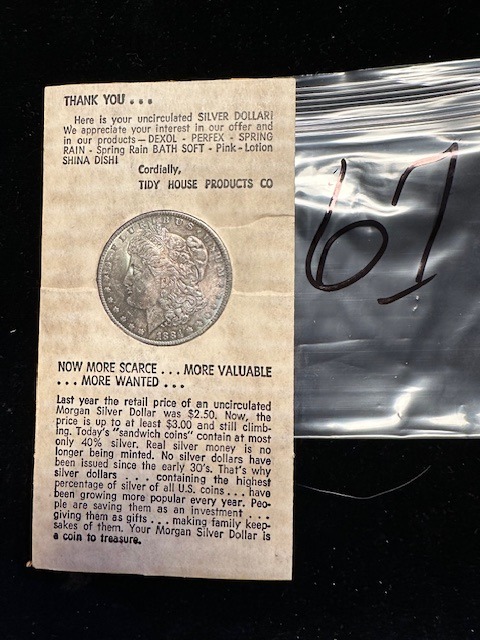 THANK YOU . . .
Here is your uncirculated SILVER DOLLAR!
We appreciate your interest in our offer and
in our products — DEXOL - PERFEX - SPRING
RAIN - Spring Rain BATH SOFT - Pink - Lotion
SHINA DISH!
Cordially,
TIDY HOUSE PRODUCTS CO
PLURIBUS UNUM
188
NOW MORE SCARCE . . . MORE VALUABLE
. . . MORE WANTED . . .
Last year the retail price of an uncirculated
Morgan Silver Dollar was $2.50. Now, the
price is up to at least $3.00 and still climb-
ing. Today's "sandwich coins" contain at most
only 40% silver. Real silver money is no
longer being minted. No silver dollars have
been issued since the early 30's. That's why
silver dollars . . . containing the highest
percentage of silver of all U.S. coins . . . have
been growing more popular every year. Peo-
ple are saving them as an investment . . .
giving them as gifts . . . making family keep-
sakes of them. Your Morgan Silver Dollar is
a coin to treasure.
67